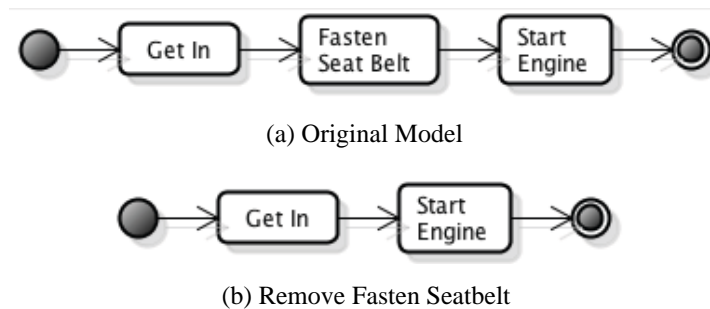 Get In
Fasten
Seat Belt
Start
Engine
(a) Original Model
Get In
Start
Engine
(b) Remove Fasten Seatbelt